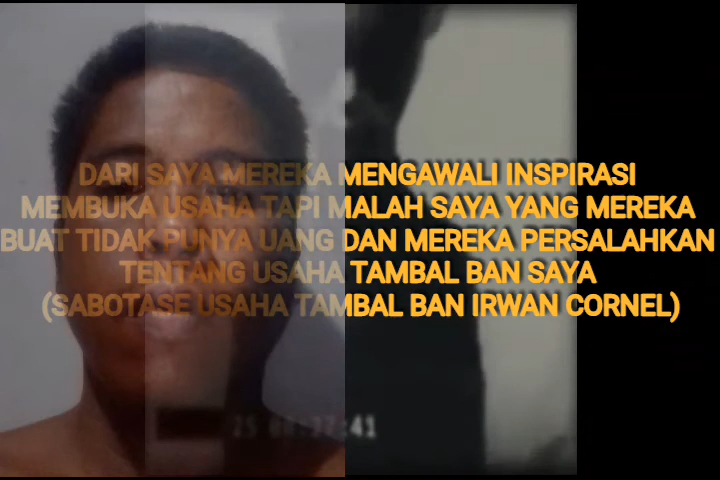 DARI SAYA MEREKA MENGAWALI INSPIRASI
MEMBUKA USAHA TAPI MALAH SAYA YANG MEREKA
BUAT TIDAK PUNYA UANG DAN MEREKA PERSALAHKAN
TENTANG USAHA TAMBAL BAN SAYA
(SABOTASE USAHA TAMBAL BAN IRWAN CORNEL)